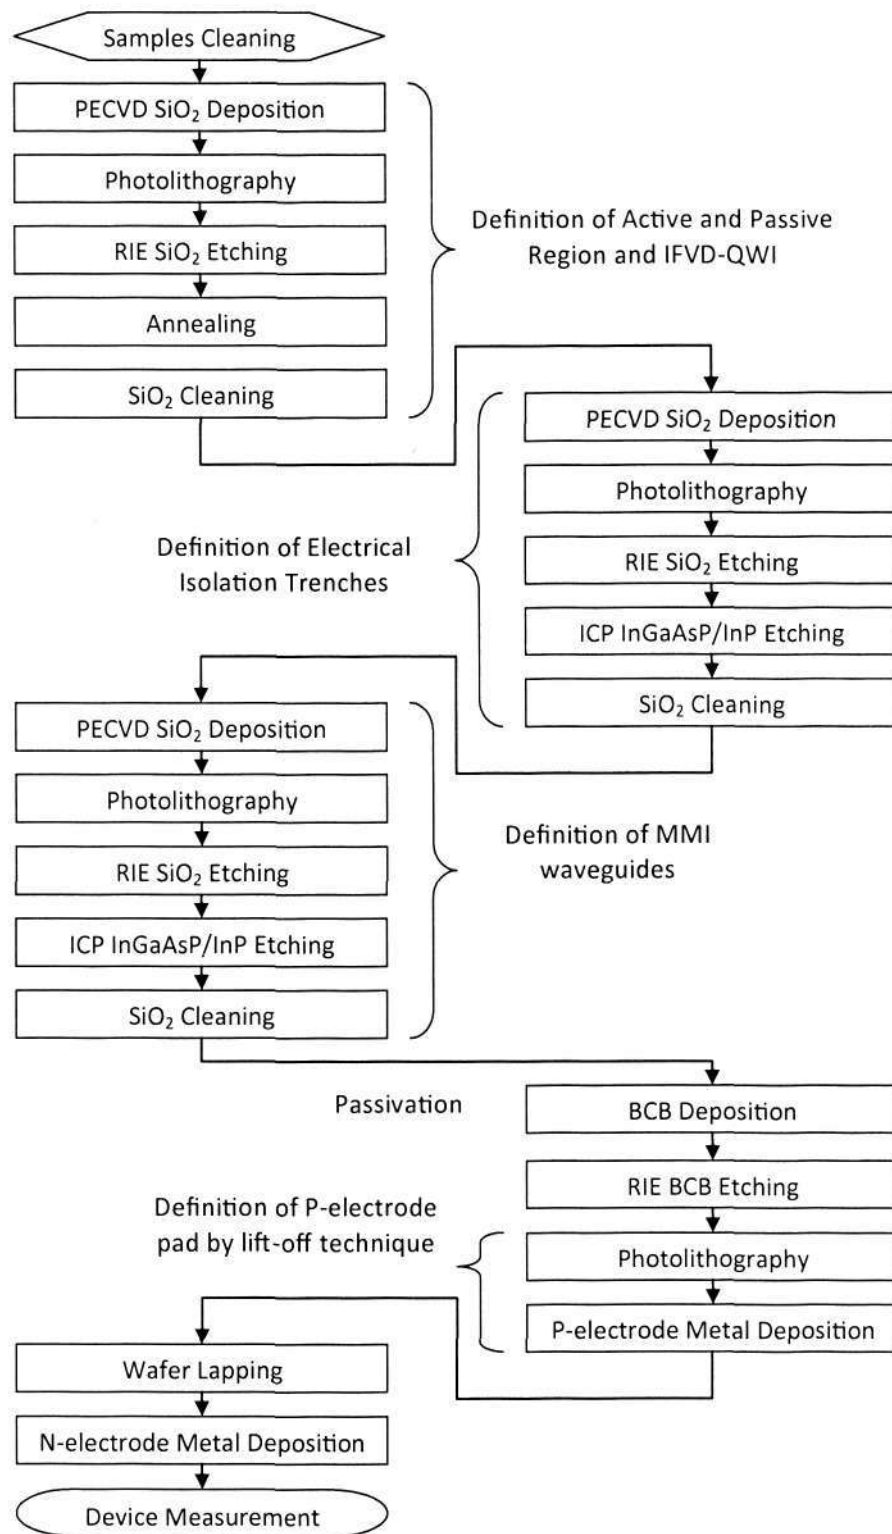 Samples Cleaning
PECVD SiO₂ Deposition
Photolithography
RIE SiO₂ Etching
Annealing
SiO₂ Cleaning
Definition of Active and Passive
Region and IFVD-QWI
PECVD SiO₂ Deposition
Photolithography
RIE SiO₂ Etching
ICP InGaAsP/InP Etching
SiO₂ Cleaning
Definition of Electrical
Isolation Trenches
PECVD SiO₂ Deposition
Photolithography
RIE SiO₂ Etching
ICP InGaAsP/InP Etching
SiO₂ Cleaning
Definition of MMI
waveguides
Passivation
BCB Deposition
RIE BCB Etching
Definition of P-electrode
pad by lift-off technique
Photolithography
P-electrode Metal Deposition
Wafer Lapping
N-electrode Metal Deposition
Device Measurement